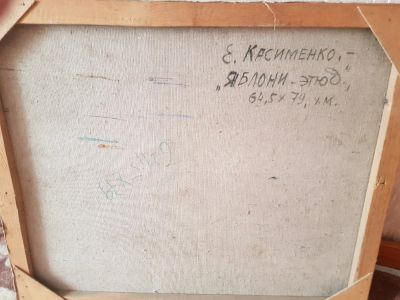 Е. КАСИМЕНКО, -
„ЯБЛОНИ - этюд",
64,5 x 79, х.м.